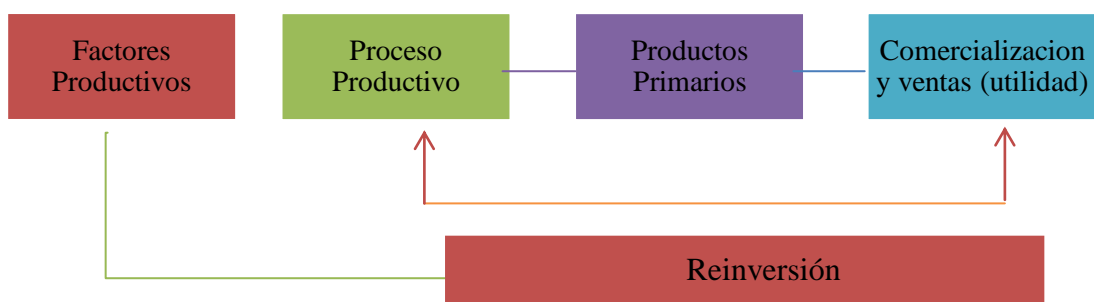 Factores
Productivos
Proceso
Productivo
Productos
Primarios
Comercializacion
y ventas (utilidad)
Reinversión